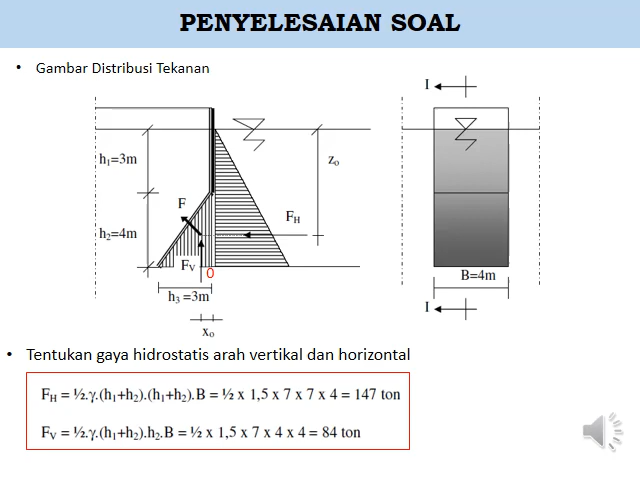 PENYELESAIAN SOAL
• Gambar Distribusi Tekanan
I
h₁=3m
z₀
F
F_H
h₂=4m
F_V
0
B=4m
h₃ =3m
I
x₀
• Tentukan gaya hidrostatis arah vertikal dan horizontal
F_H = ½.γ.(h₁+h₂).(h₁+h₂).B = ½ x 1,5 x 7 x 7 x 4 = 147 ton
F_V = ½.γ.(h₁+h₂).h₂.B = ½ x 1,5 x 7 x 4 x 4 = 84 ton